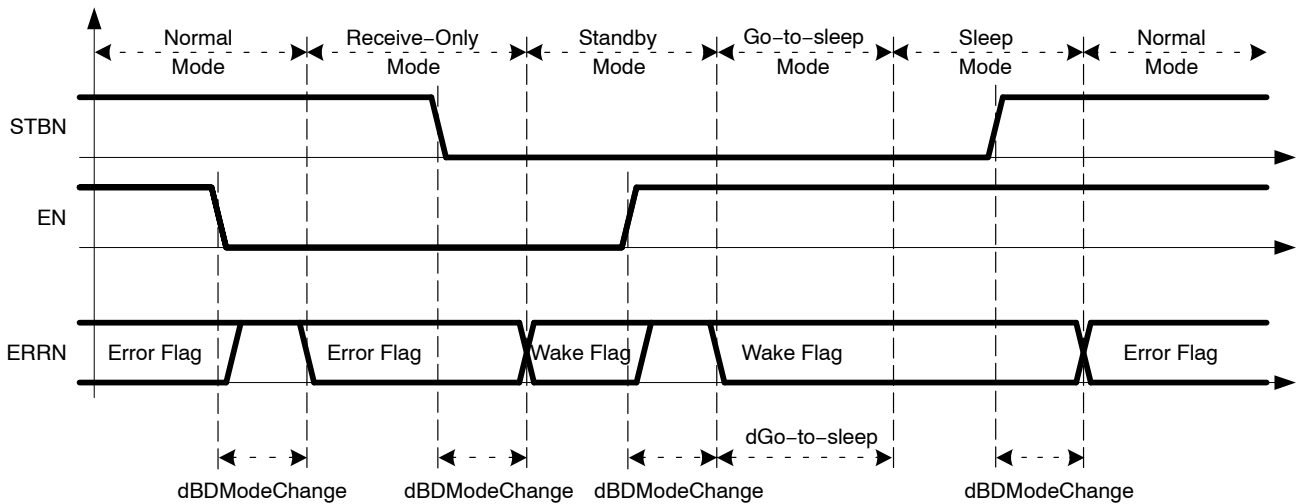 Normal Receive−Only Standby Go−to−sleep Sleep Normal
Mode Mode Mode Mode Mode Mode
STBN
EN
ERRN Error Flag Error Flag Wake Flag Wake Flag Error Flag
dGo−to−sleep
dBDModeChange dBDModeChange dBDModeChange dBDModeChange